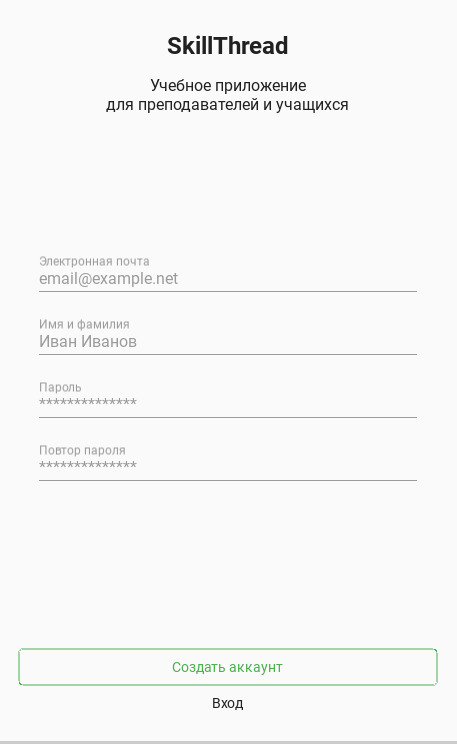 SkillThread
Учебное приложение
для преподавателей и учащихся
Электронная почта
email@example.net
Имя и фамилия
Иван Иванов
Пароль
**************
Повтор пароля
**************
Создать аккаунт
Вход